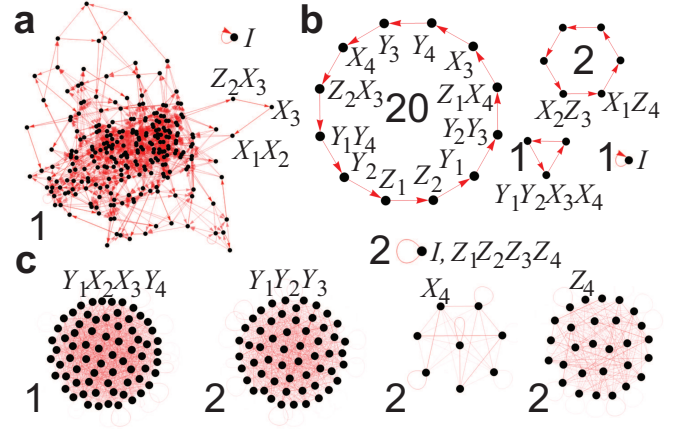 a
I
Z2X3
X3
X1X2
1
b
Y3
Y4
X4
X3
Z2X3
20
Z1X4
Y1Y4
Y2Y3
Y2
Y1
Z1
Z2
2
X2Z3
X1Z4
1
Y1Y2X3X4
1
I
c
2
I, Z1Z2Z3Z4
Y1X2X3Y4
1
Y1Y2Y3
2
X4
2
Z4
2